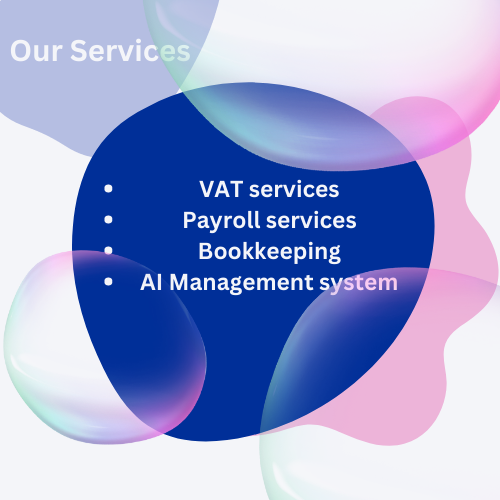 Our Services
• VAT services
• Payroll services
• Bookkeeping
• AI Management system